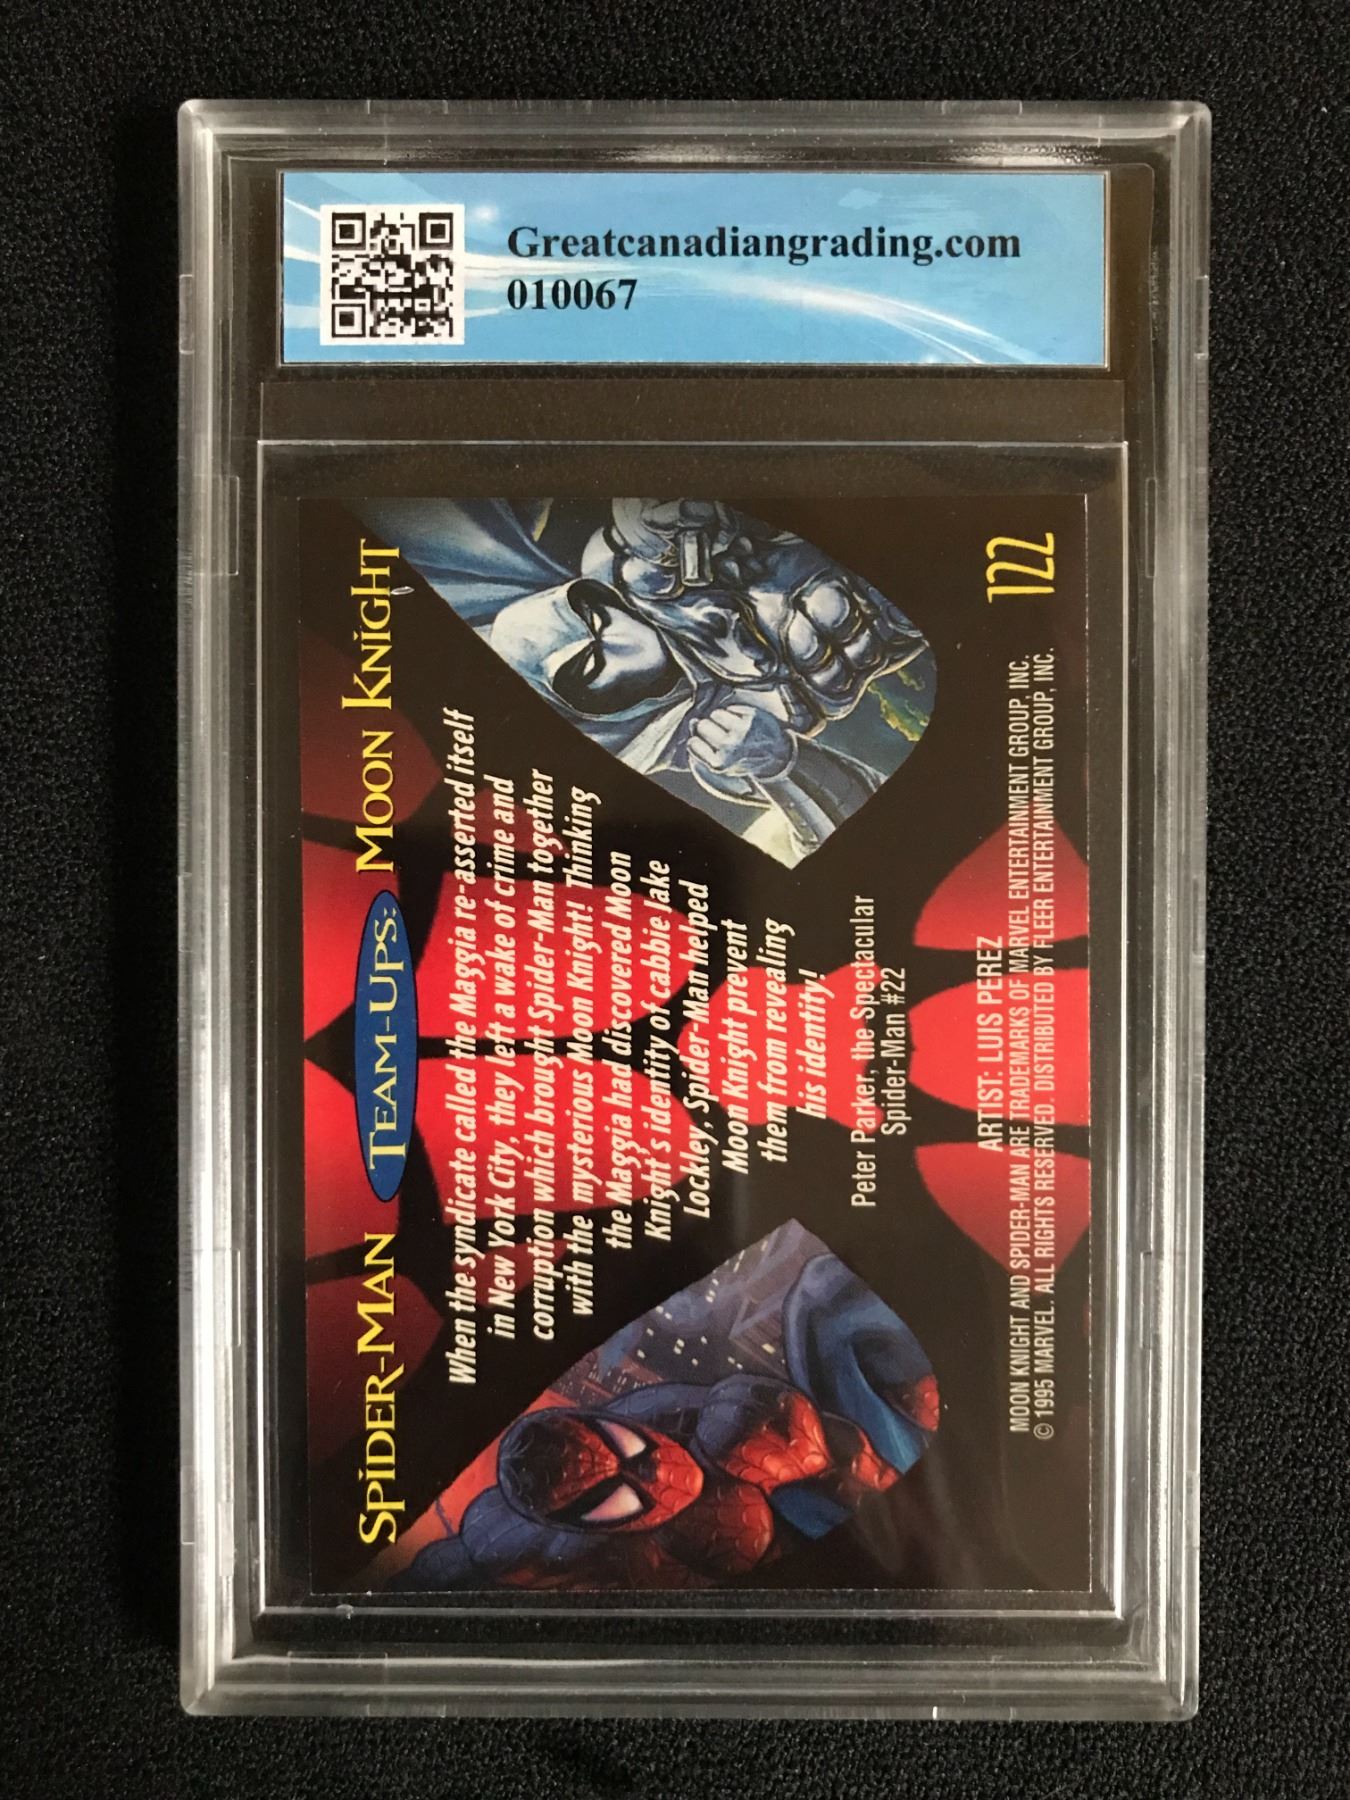 Greatcanadiangrading.com
010067
SPIDER-MAN TEAM-UPS: MOON KNIGHT
When the syndicate called the Maggia re-asserted itself
in New York City, they left a wake of crime and
corruption which brought Spider-Man together
with the mysterious Moon Knight! Thinking
the Maggia had discovered Moon
Knight's identity of cabbie Jake
Lockley, Spider-Man helped
Moon Knight prevent
them from revealing
his identity!
Peter Parker, the Spectacular
Spider-Man #22
ARTIST: LUIS PEREZ
MOON KNIGHT AND SPIDER-MAN ARE TRADEMARKS OF MARVEL ENTERTAINMENT GROUP, INC.
© 1995 MARVEL. ALL RIGHTS RESERVED. DISTRIBUTED BY FLEER ENTERTAINMENT GROUP, INC.
122